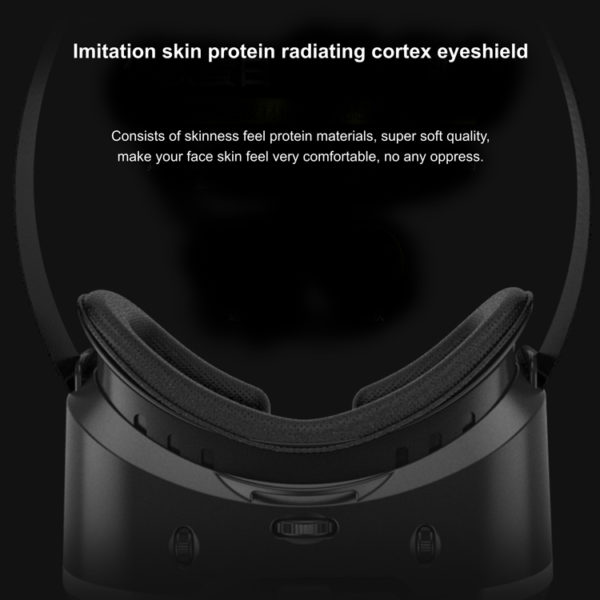 Imitation skin protein radiating cortex eyeshield
Consists of skinness feel protein materials, super soft quality,
make your face skin feel very comfortable, no any oppress.